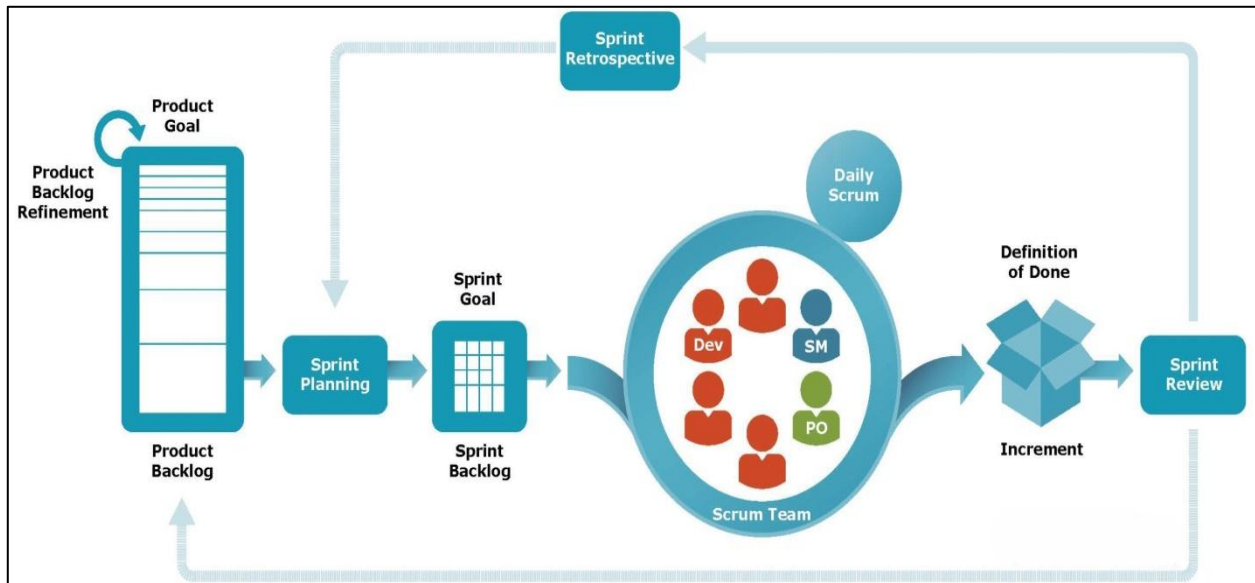 Sprint
Retrospective
Product
Goal
Product
Backlog
Refinement
Daily
Scrum
Sprint
Goal
Definition
of Done
Dev
SM
Sprint
Planning
Sprint
Review
PO
Product
Backlog
Sprint
Backlog
Increment
Scrum Team